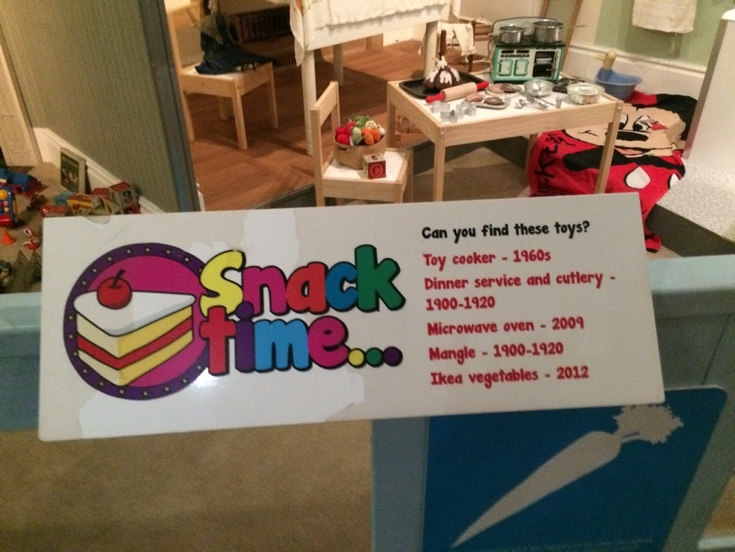 Snack
time...
Can you find these toys?
Toy cooker - 1960s
Dinner service and cutlery -
1900-1920
Microwave oven - 2009
Mangle - 1900-1920
Ikea vegetables - 2012